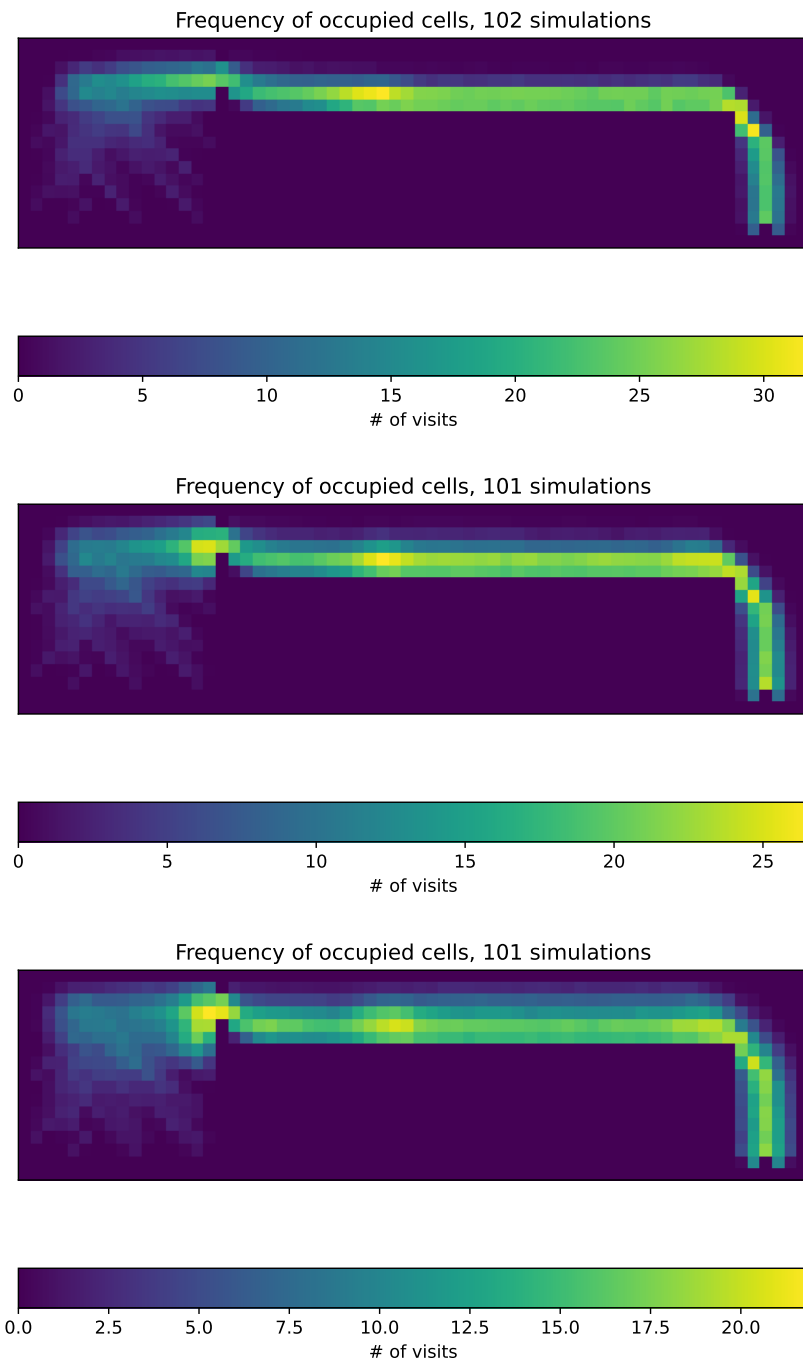 Frequency of occupied cells, 102 simulations
0 5 10 15 20 25 30
# of visits
Frequency of occupied cells, 101 simulations
0 5 10 15 20 25
# of visits
Frequency of occupied cells, 101 simulations
0.0 2.5 5.0 7.5 10.0 12.5 15.0 17.5 20.0
# of visits